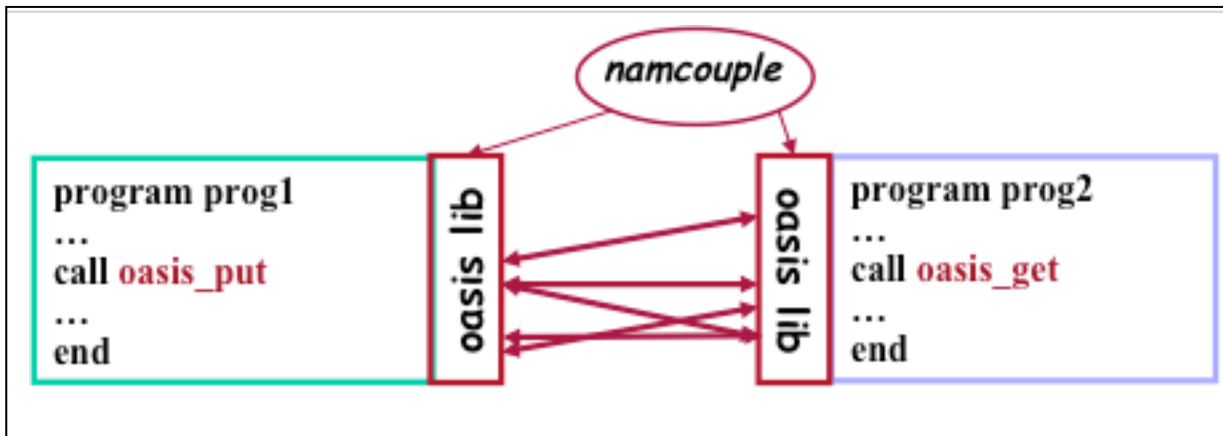 namcouple
program prog1
...
call oasis_put
...
end
oasis lib
oasis lib
program prog2
...
call oasis_get
...
end